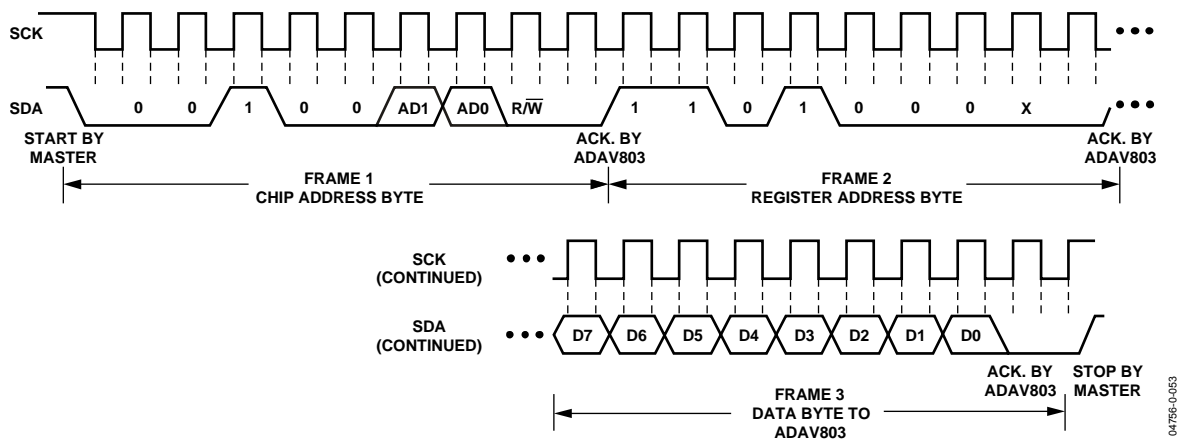 SCK
SDA
0 0 1 0 0 AD1 AD0 R/W̅ 1 1 0 1 0 0 0 X
START BY
MASTER
ACK. BY
ADAV803
ACK. BY
ADAV803
FRAME 1
CHIP ADDRESS BYTE
FRAME 2
REGISTER ADDRESS BYTE
SCK
(CONTINUED)
SDA
(CONTINUED)
D7 D6 D5 D4 D3 D2 D1 D0
ACK. BY
ADAV803
STOP BY
MASTER
FRAME 3
DATA BYTE TO
ADAV803
04756-0-053